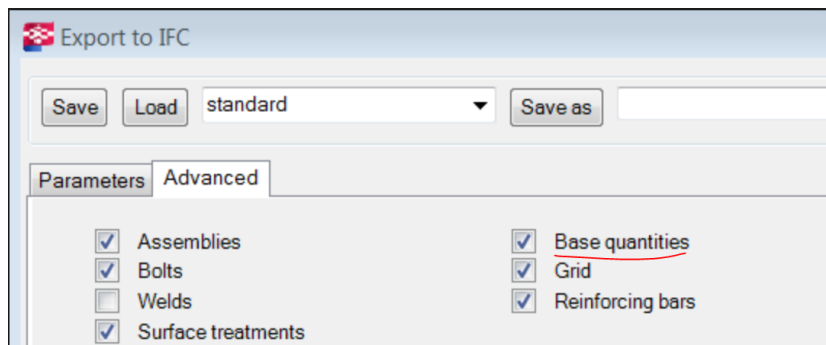 Export to IFC
Save Load standard Save as
Parameters Advanced
Assemblies Base quantities
Bolts Grid
Welds Reinforcing bars
Surface treatments